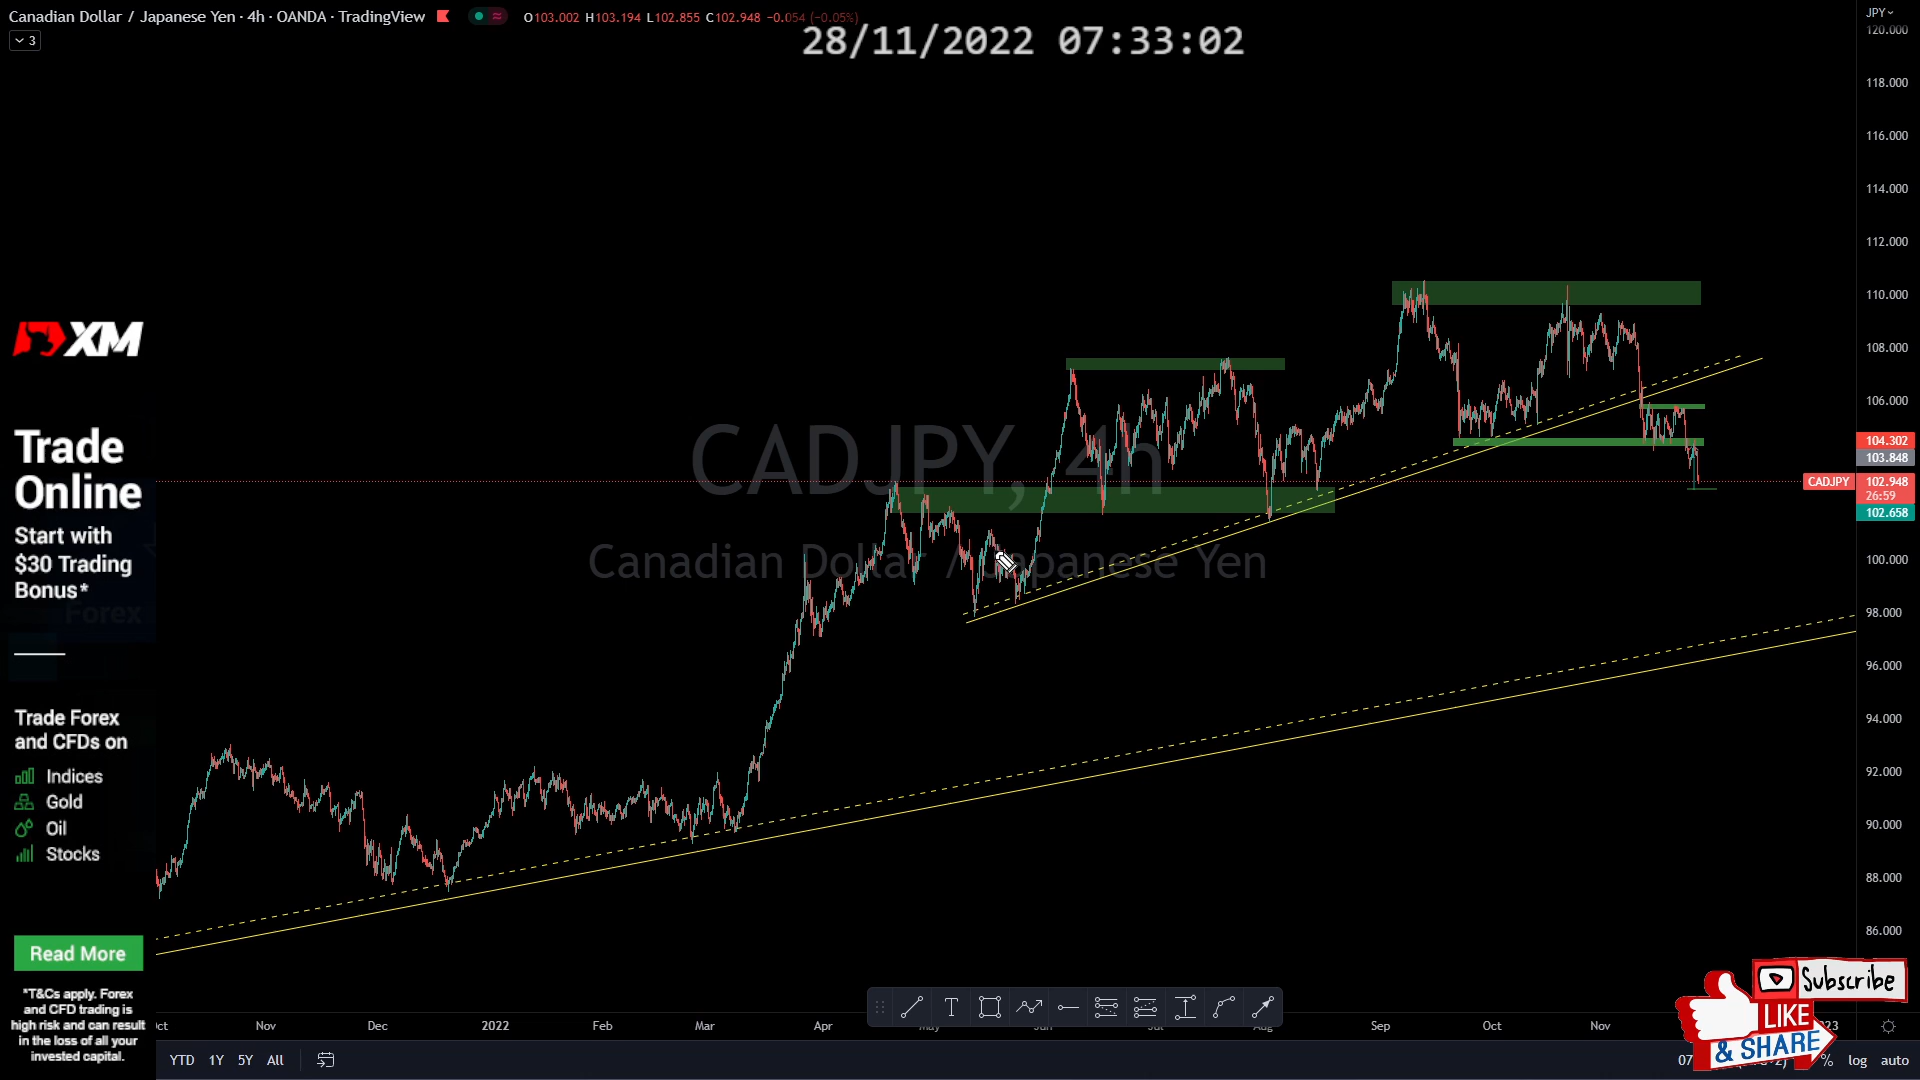 Canadian Dollar / Japanese Yen · 4h · OANDA · TradingView
O103.002 H103.194 L102.855 C102.948 −0.054 (−0.05%)
JPY
3
28/11/2022 07:33:02
120.000
118.000
116.000
114.000
112.000
110.000
108.000
106.000
104.302
103.848
CADJPY 102.948
26:59
102.658
100.000
98.000
96.000
94.000
92.000
90.000
88.000
86.000
CADJPY, 4h
Canadian Dollar / Japanese Yen
XM
Trade
Online
Start with
$30 Trading
Bonus*
Forex
Trade Forex
and CFDs on
Indices
Gold
Oil
Stocks
Read More
*T&Cs apply. Forex
and CFD trading is
high risk and can result
in the loss of all your
invested capital.
Nov Dec 2022 Feb Mar Apr May Jun Jul Aug Sep Oct Nov
YTD 1Y 5Y All
% log auto
Subscribe
LIKE
& SHARE